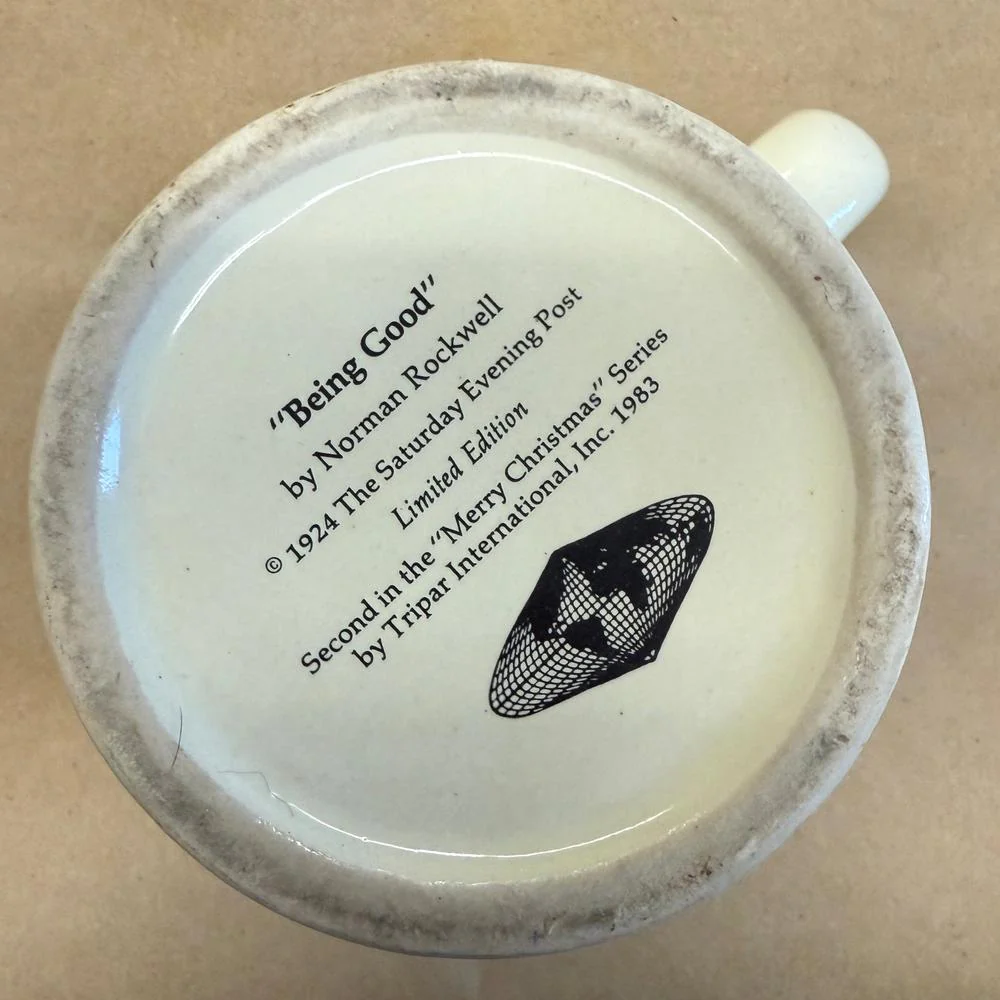 "Being Good"
by Norman Rockwell
© 1924 The Saturday Evening Post
Limited Edition
Second in the "Merry Christmas" Series
by Tripar International, Inc. 1983